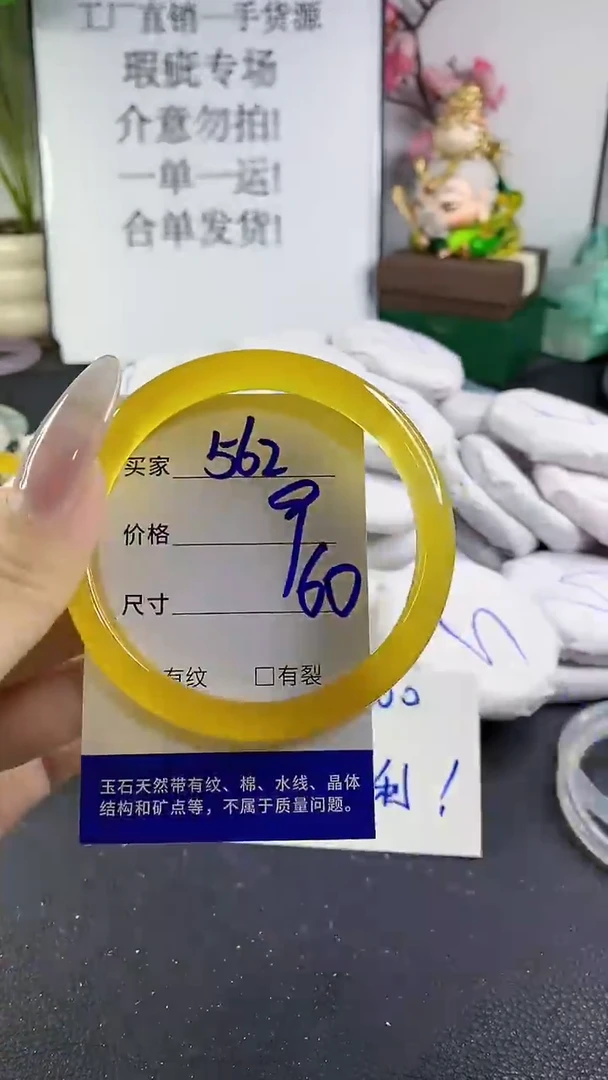 工厂直销一手货源
瑕疵专场
介意勿拍!
一单一运!
合单发货!
买家 562
价格 9
尺寸 60
有纹 □有裂
玉石天然带有纹、棉、水线、晶体
结构和矿点等，不属于质量问题。
利！